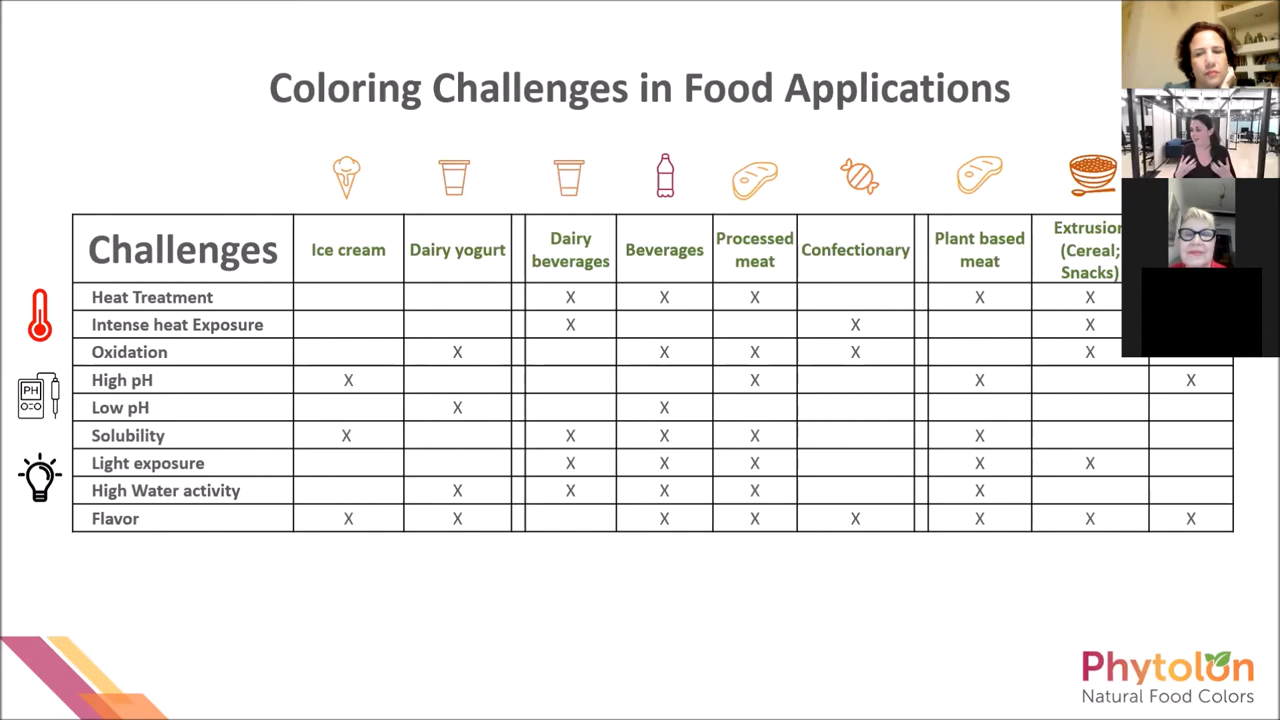 Coloring Challenges in Food Applications
Challenges Ice cream Dairy yogurt Dairy beverages Beverages Processed meat Confectionary Plant based meat Extrusion (Cereal; Snacks)
Heat Treatment X X X X X
Intense heat Exposure X X X
Oxidation X X X X X
PH
High pH X X X X
Low pH X X
Solubility X X X X X
Light exposure X X X X X
High Water activity X X X X X
Flavor X X X X X X X X
Phytolon
Natural Food Colors